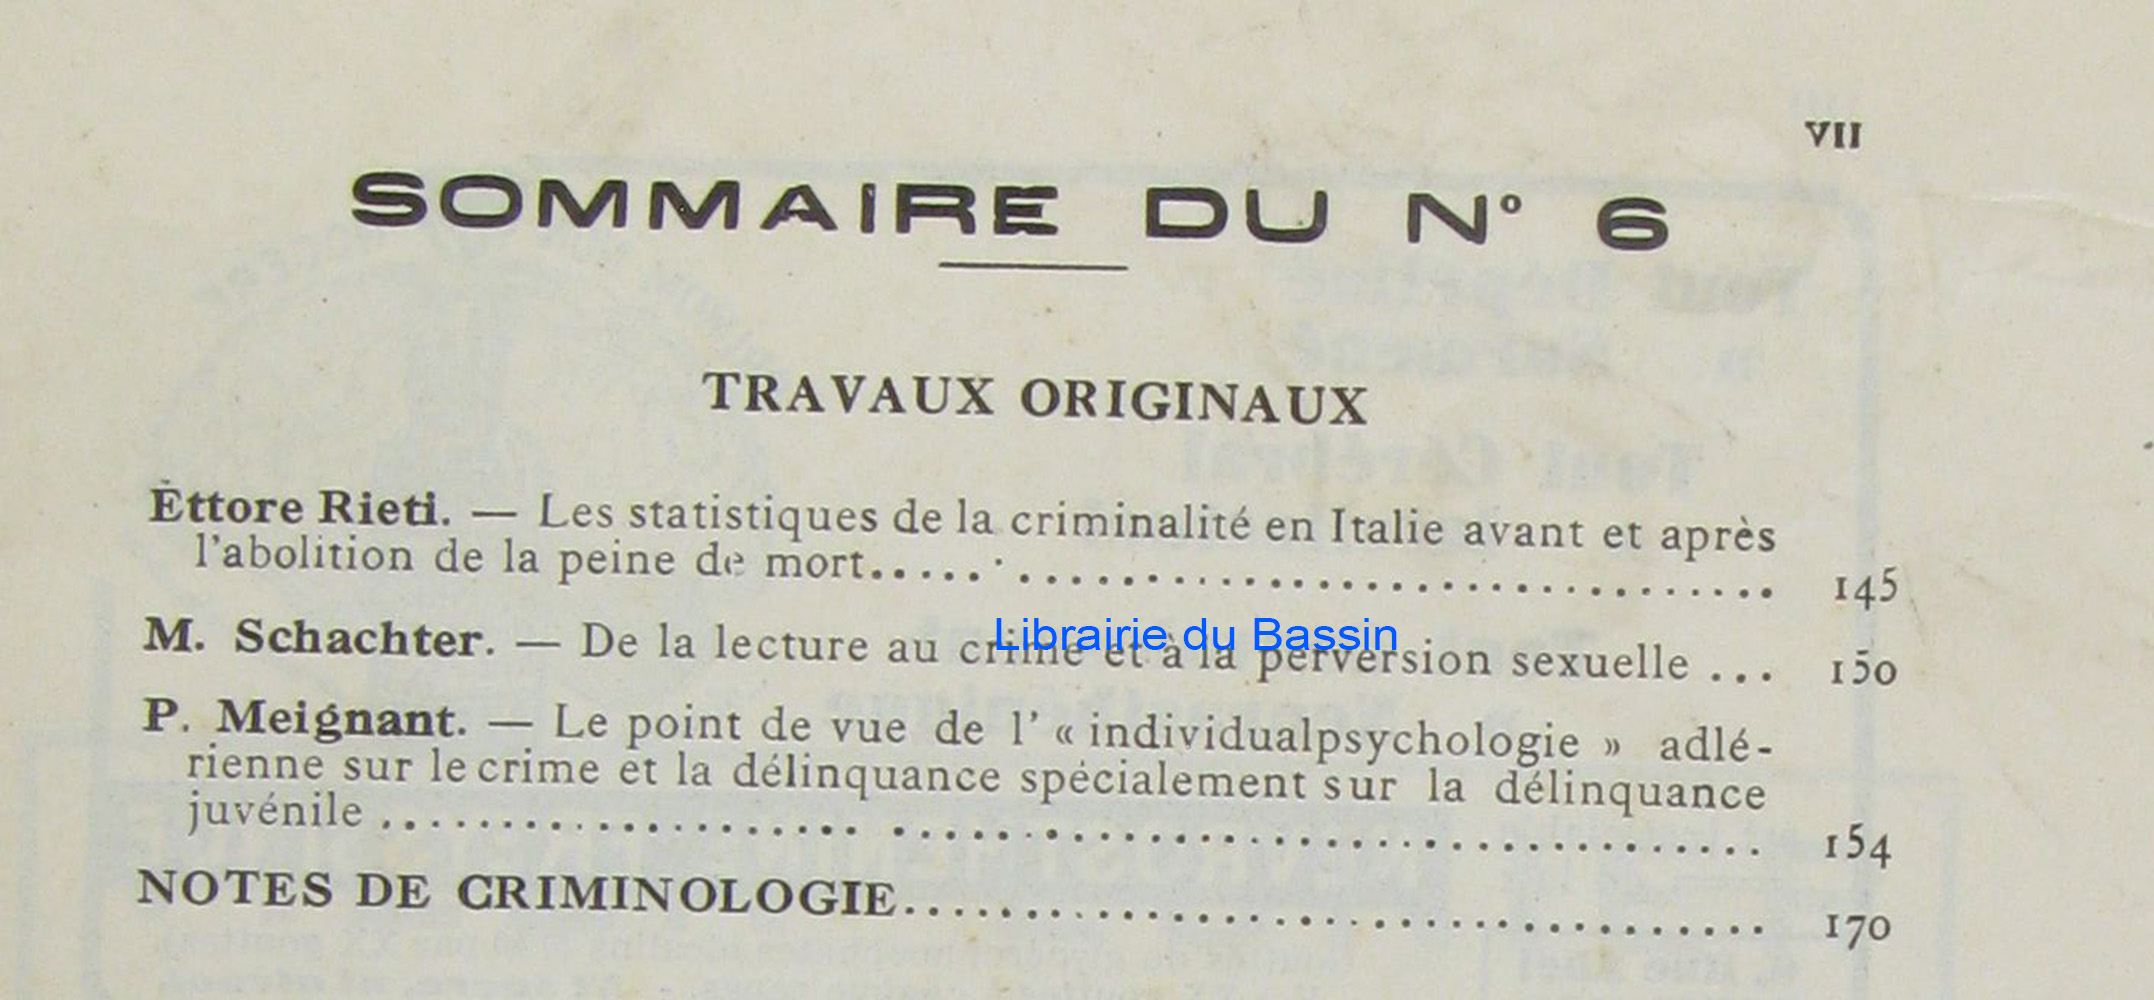 VII
SOMMAIRE DU N° 6
TRAVAUX ORIGINAUX
Ettore Rieti. — Les statistiques de la criminalité en Italie avant et après
l'abolition de la peine de mort........................................ 145
M. Schachter. — De la lecture au crime et à la perversion sexuelle ... 150
Librairie du Bassin
P. Meignant. — Le point de vue de l' « individualpsychologie » adlé-
rienne sur le crime et la délinquance spécialement sur la délinquance
juvénile ........................................................ 154
NOTES DE CRIMINOLOGIE.................................... 170